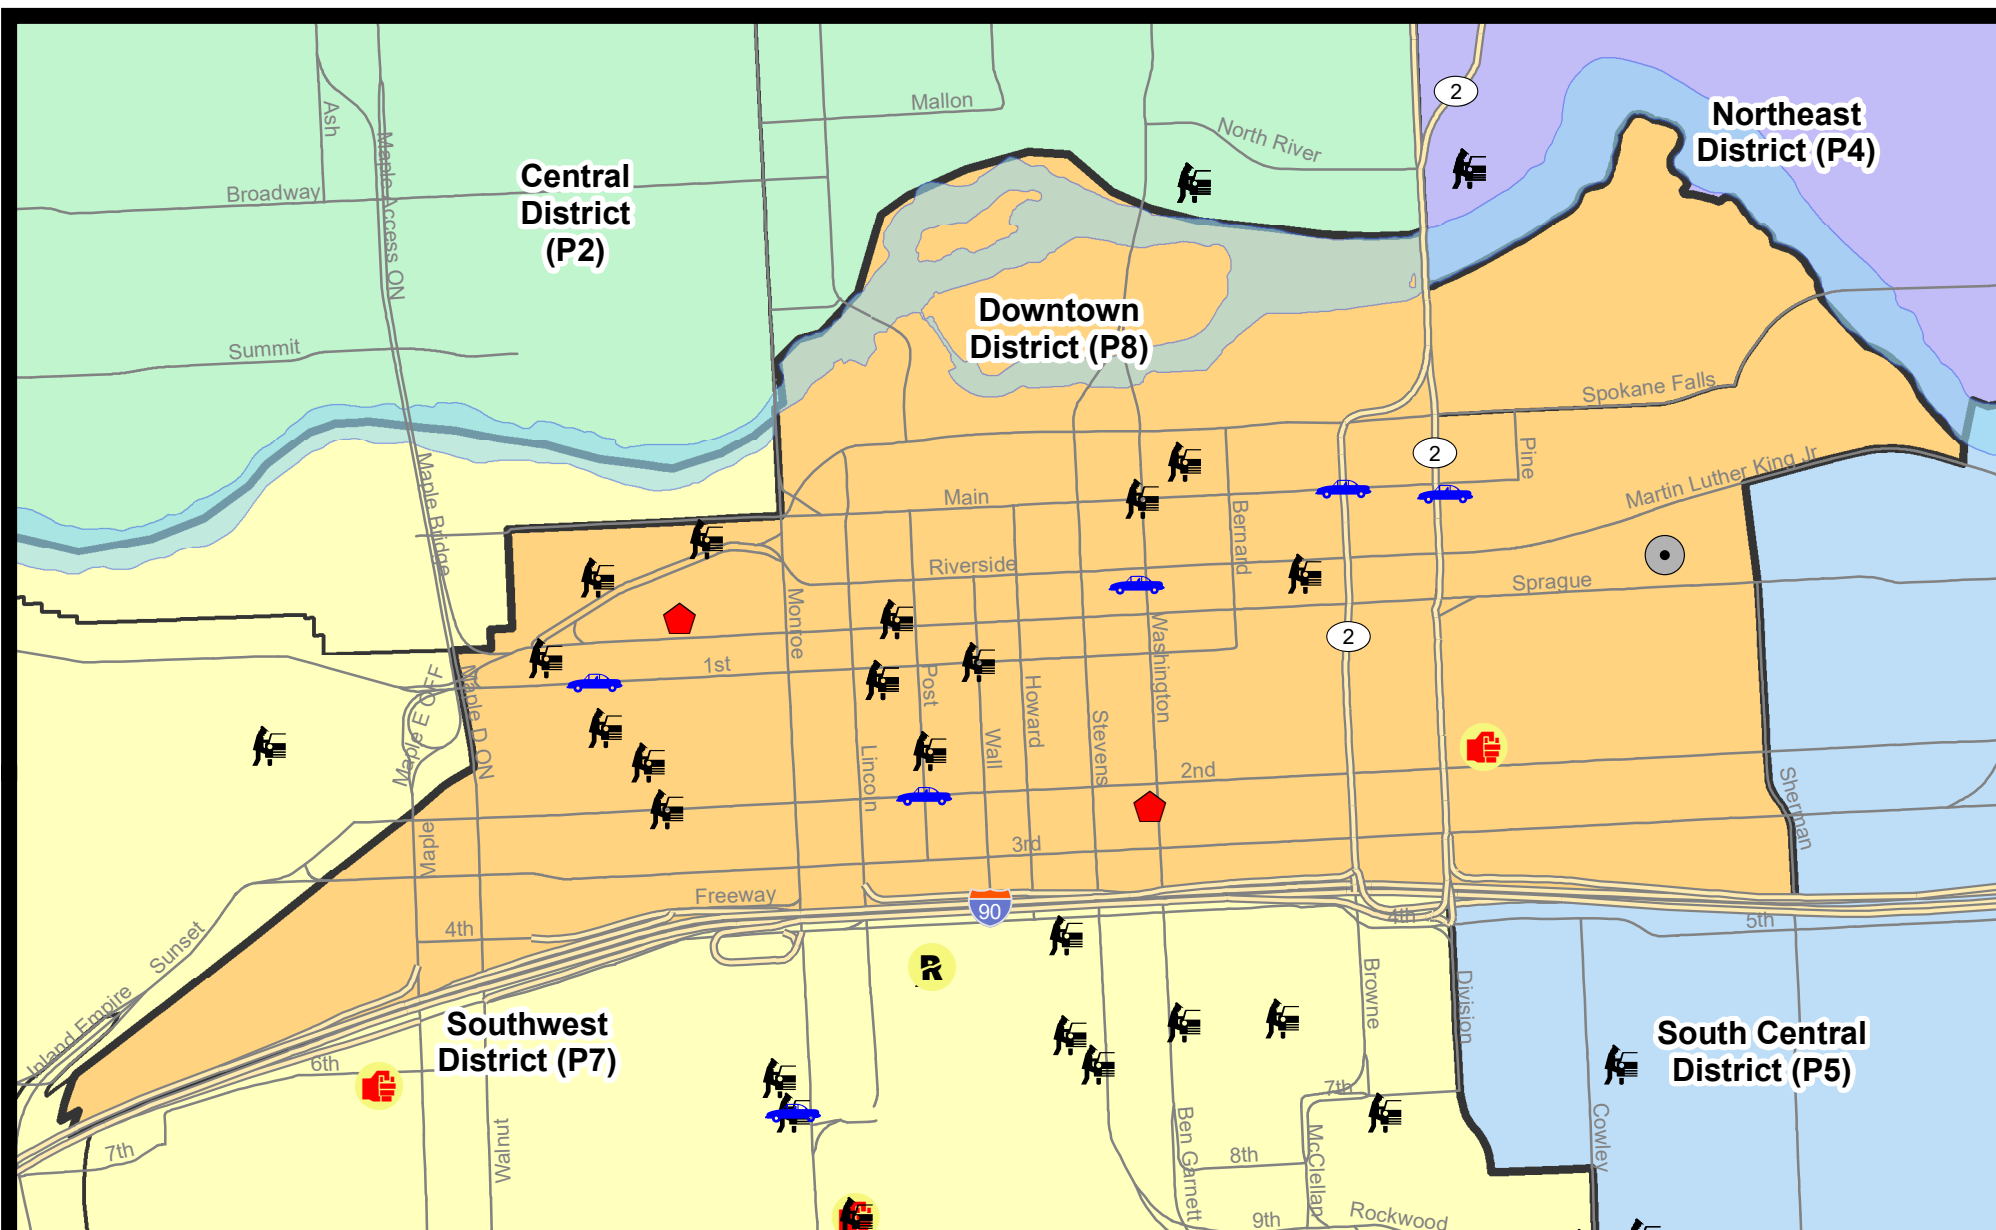 2
Northeast
District (P4)
Mallon
Ash
North River
Maple Access ON
Central
District
(P2)
Broadway
Downtown
District (P8)
Summit
Spokane Falls
2
Pine
Maple Bridge
Martin Luther King Jr
Main
Bernard
Riverside
Sprague
Monroe
2
Washington
1st
Post
Maple E OFF
Maple D ON
Howard
Stevens
Wall
Lincoln
2nd
Sherman
Maple
3rd
Freeway
90
4th
4th
5th
Sunset
R
Inland Empire
Browne
Division
Southwest
District (P7)
South Central
District (P5)
6th
7th
7th
Walnut
Ben Garnett
McClellan
Cowley
8th
9th
Rockwood